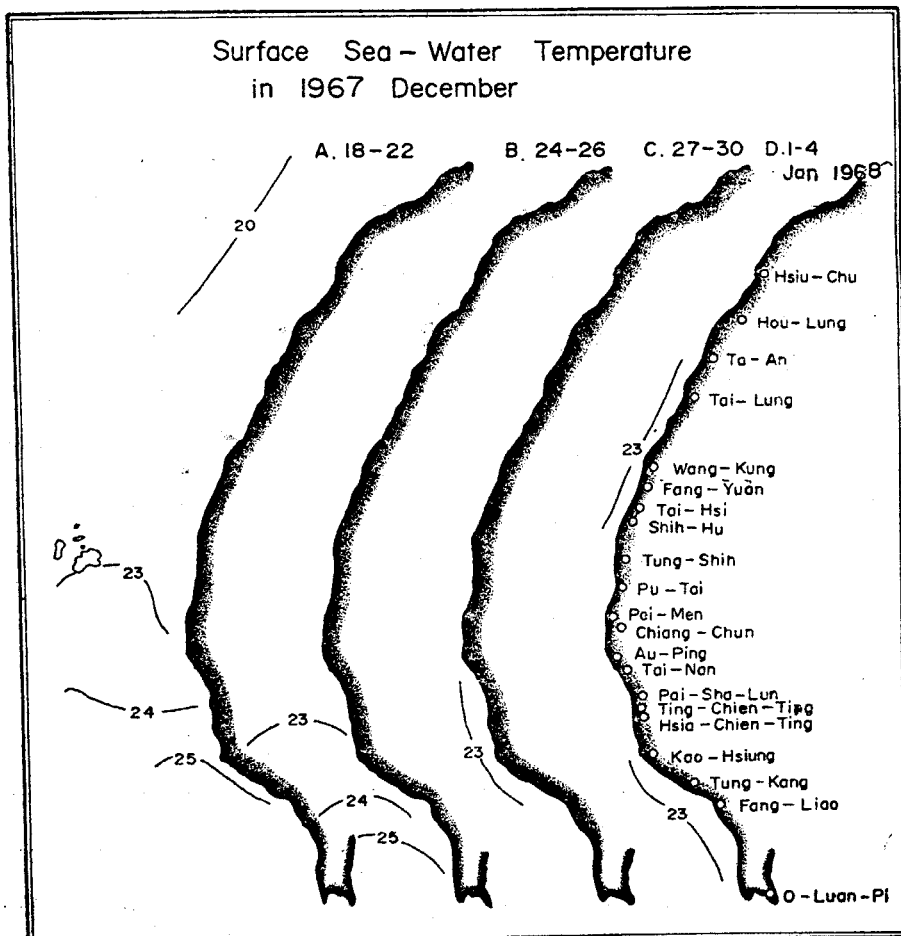 Surface Sea-Water Temperature
in 1967 December
A. 18-22 B. 24-26 C. 27-30 D. 1-4
Jan 1968
20
Hsiu-Chu
Hou-Lung
Ta-An
Tai-Lung
23
Wang-Kung
Fang-Yuan
Tai-Hsi
Shih-Hu
Tung-Shih
23
Pu-Tai
Pei-Men
Chiang-Chun
Au-Ping
Tai-Nan
Pai-Sha-Lun
24
Ting-Chien-Ting
23
Hsia-Chien-Ting
25
23
Kao-Hsiung
Tung-Kang
24
Fang-Liao
23
25
O-Luan-Pi